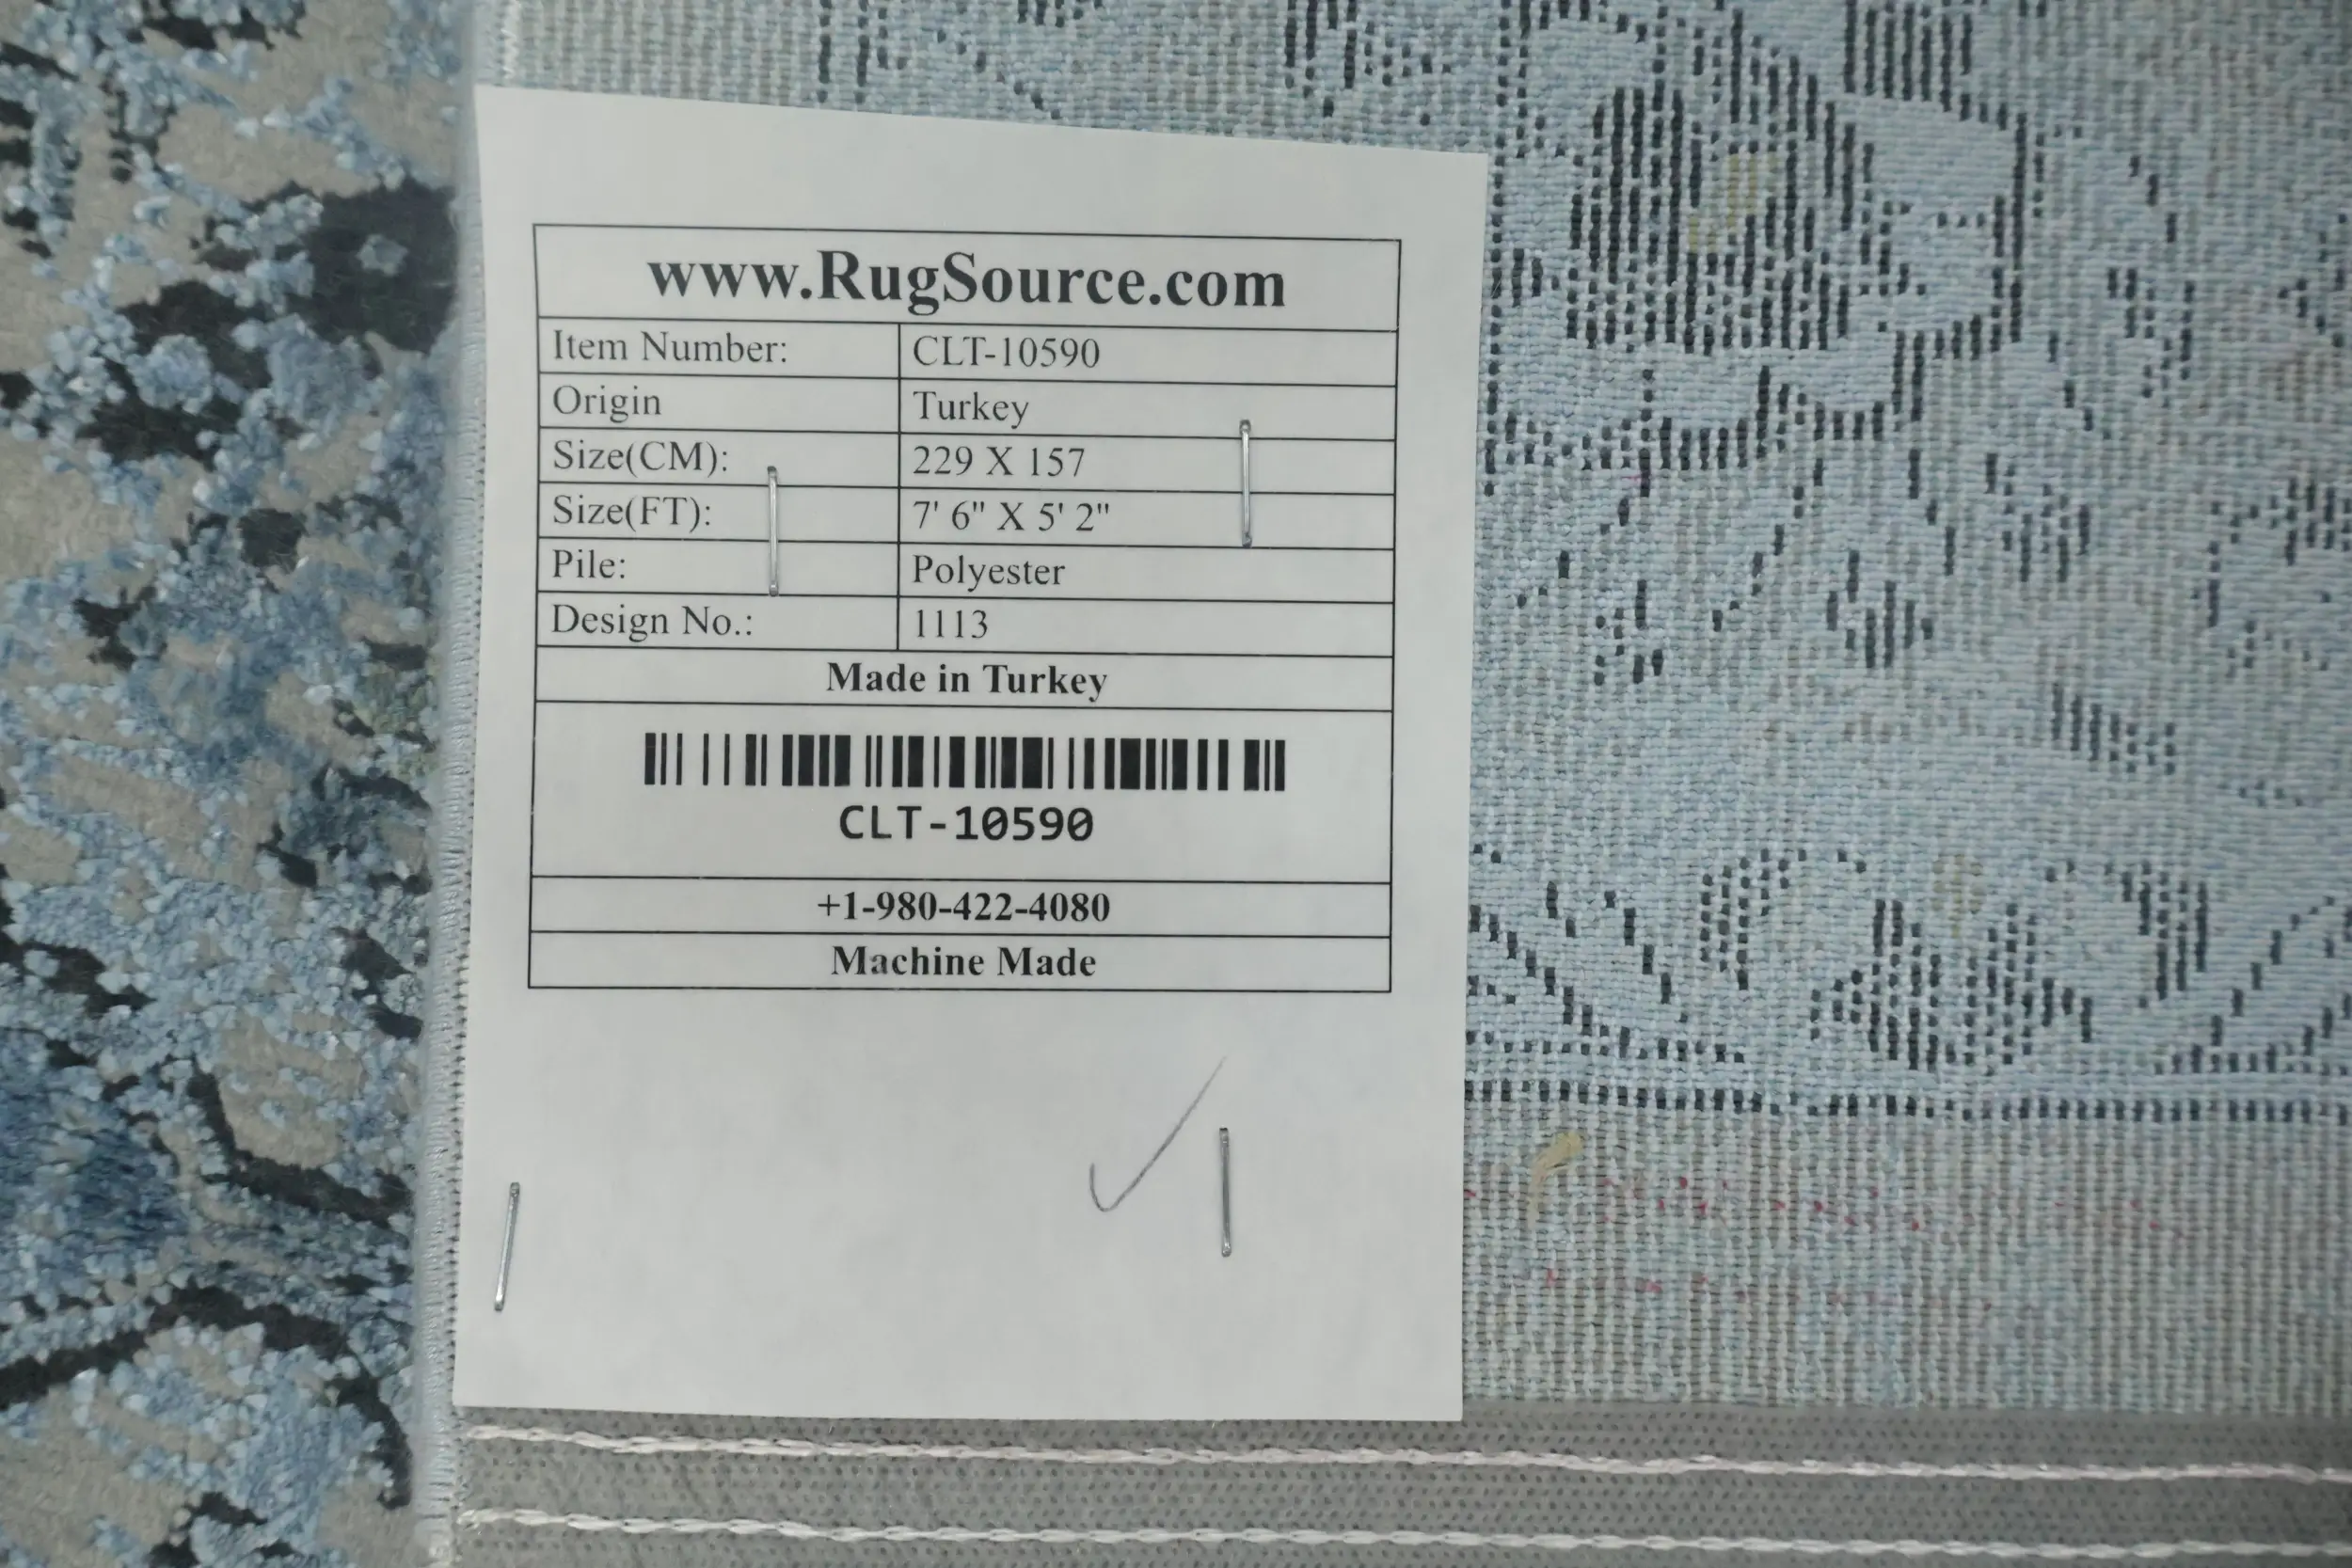 www.RugSource.com
Item Number: CLT-10590
Origin Turkey
Size(CM): 229 X 157
Size(FT): 7' 6" X 5' 2"
Pile: Polyester
Design No.: 1113
Made in Turkey
CLT-10590
+1-980-422-4080
Machine Made